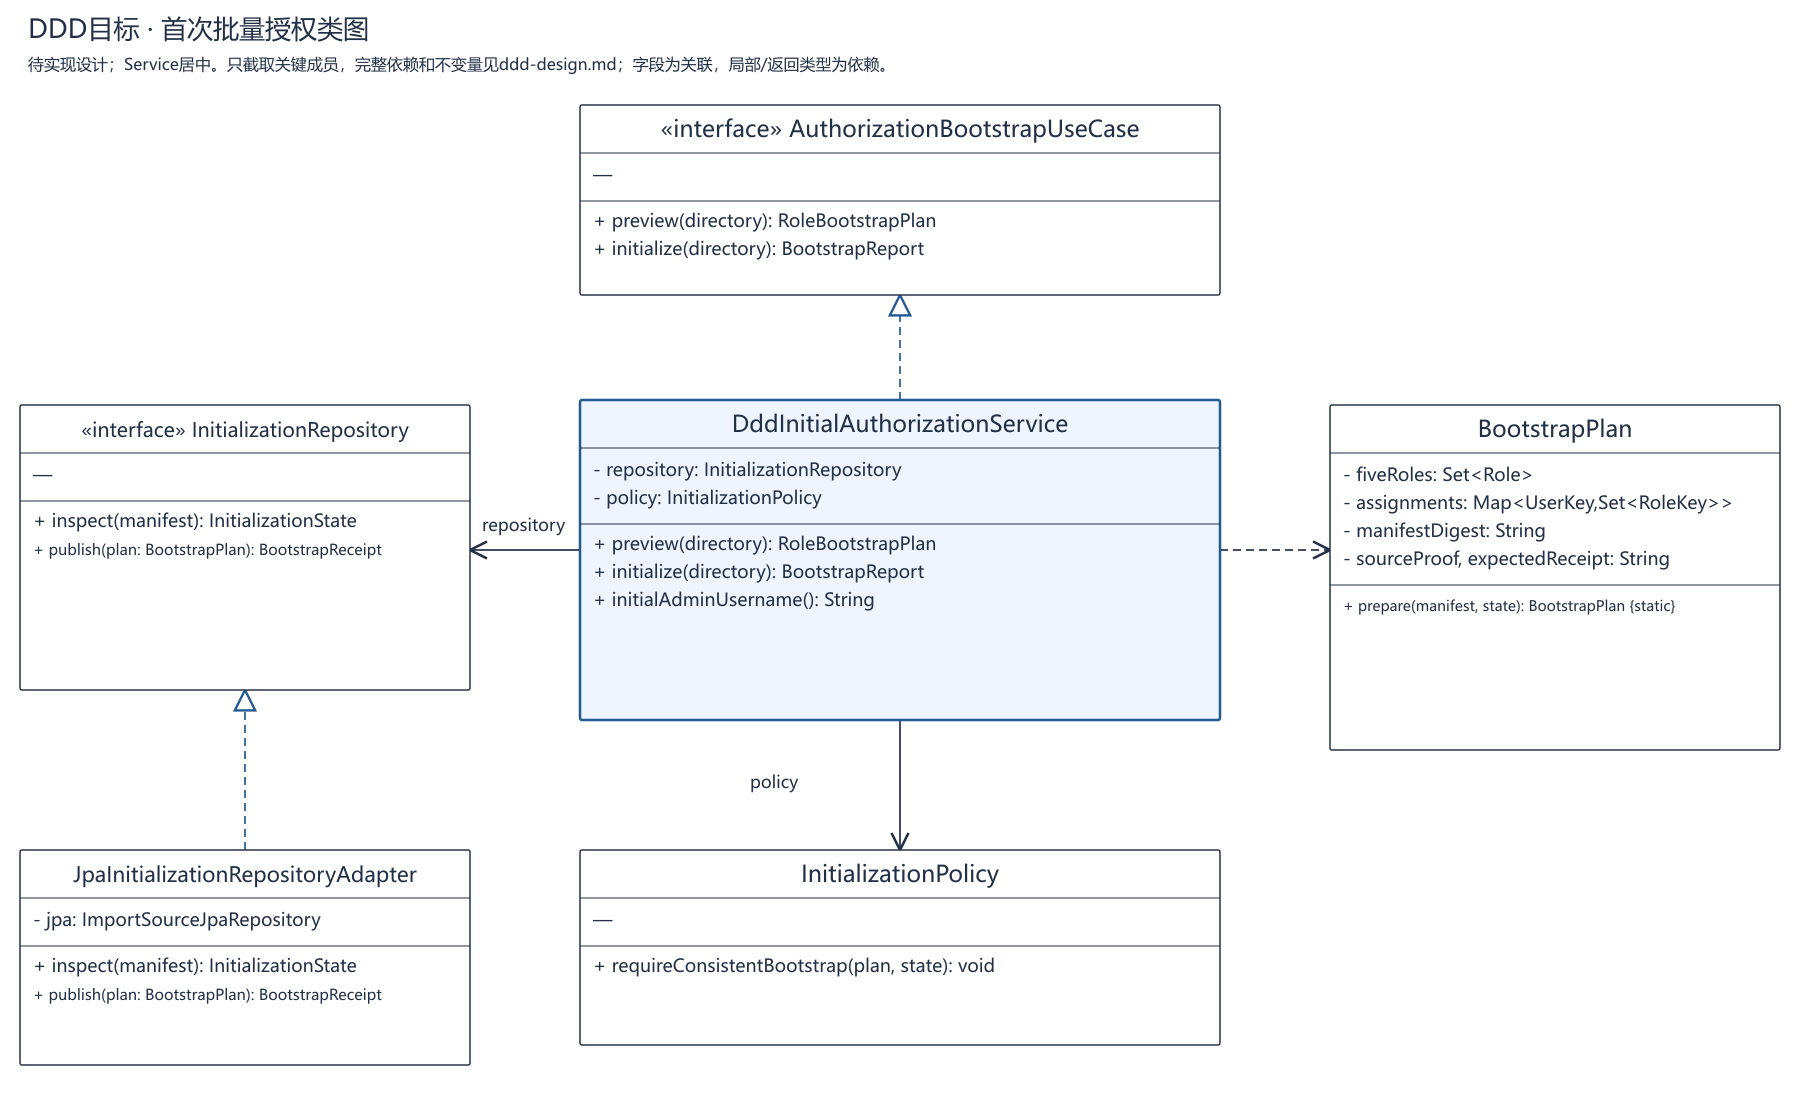 DDD目标 · 首次批量授权类图
待实现设计；Service居中。只截取关键成员，完整依赖和不变量见ddd-design.md；字段为关联，局部/返回类型为依赖。
«interface» AuthorizationBootstrapUseCase
—
+ preview(directory): RoleBootstrapPlan
+ initialize(directory): BootstrapReport
«interface» InitializationRepository
—
+ inspect(manifest): InitializationState
+ publish(plan: BootstrapPlan): BootstrapReceipt
repository
DddInitialAuthorizationService
- repository: InitializationRepository
- policy: InitializationPolicy
+ preview(directory): RoleBootstrapPlan
+ initialize(directory): BootstrapReport
+ initialAdminUsername(): String
BootstrapPlan
- fiveRoles: Set<Role>
- assignments: Map<UserKey,Set<RoleKey>>
- manifestDigest: String
- sourceProof, expectedReceipt: String
+ prepare(manifest, state): BootstrapPlan {static}
policy
JpaInitializationRepositoryAdapter
- jpa: ImportSourceJpaRepository
+ inspect(manifest): InitializationState
+ publish(plan: BootstrapPlan): BootstrapReceipt
InitializationPolicy
—
+ requireConsistentBootstrap(plan, state): void